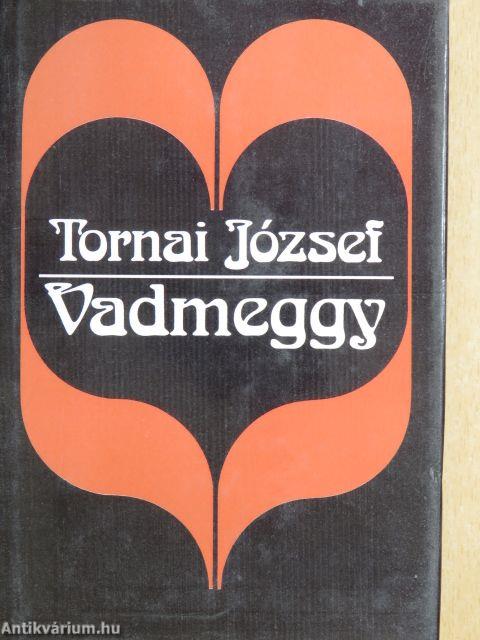 Tornai József
Vadmeggy
Antikvárium.hu